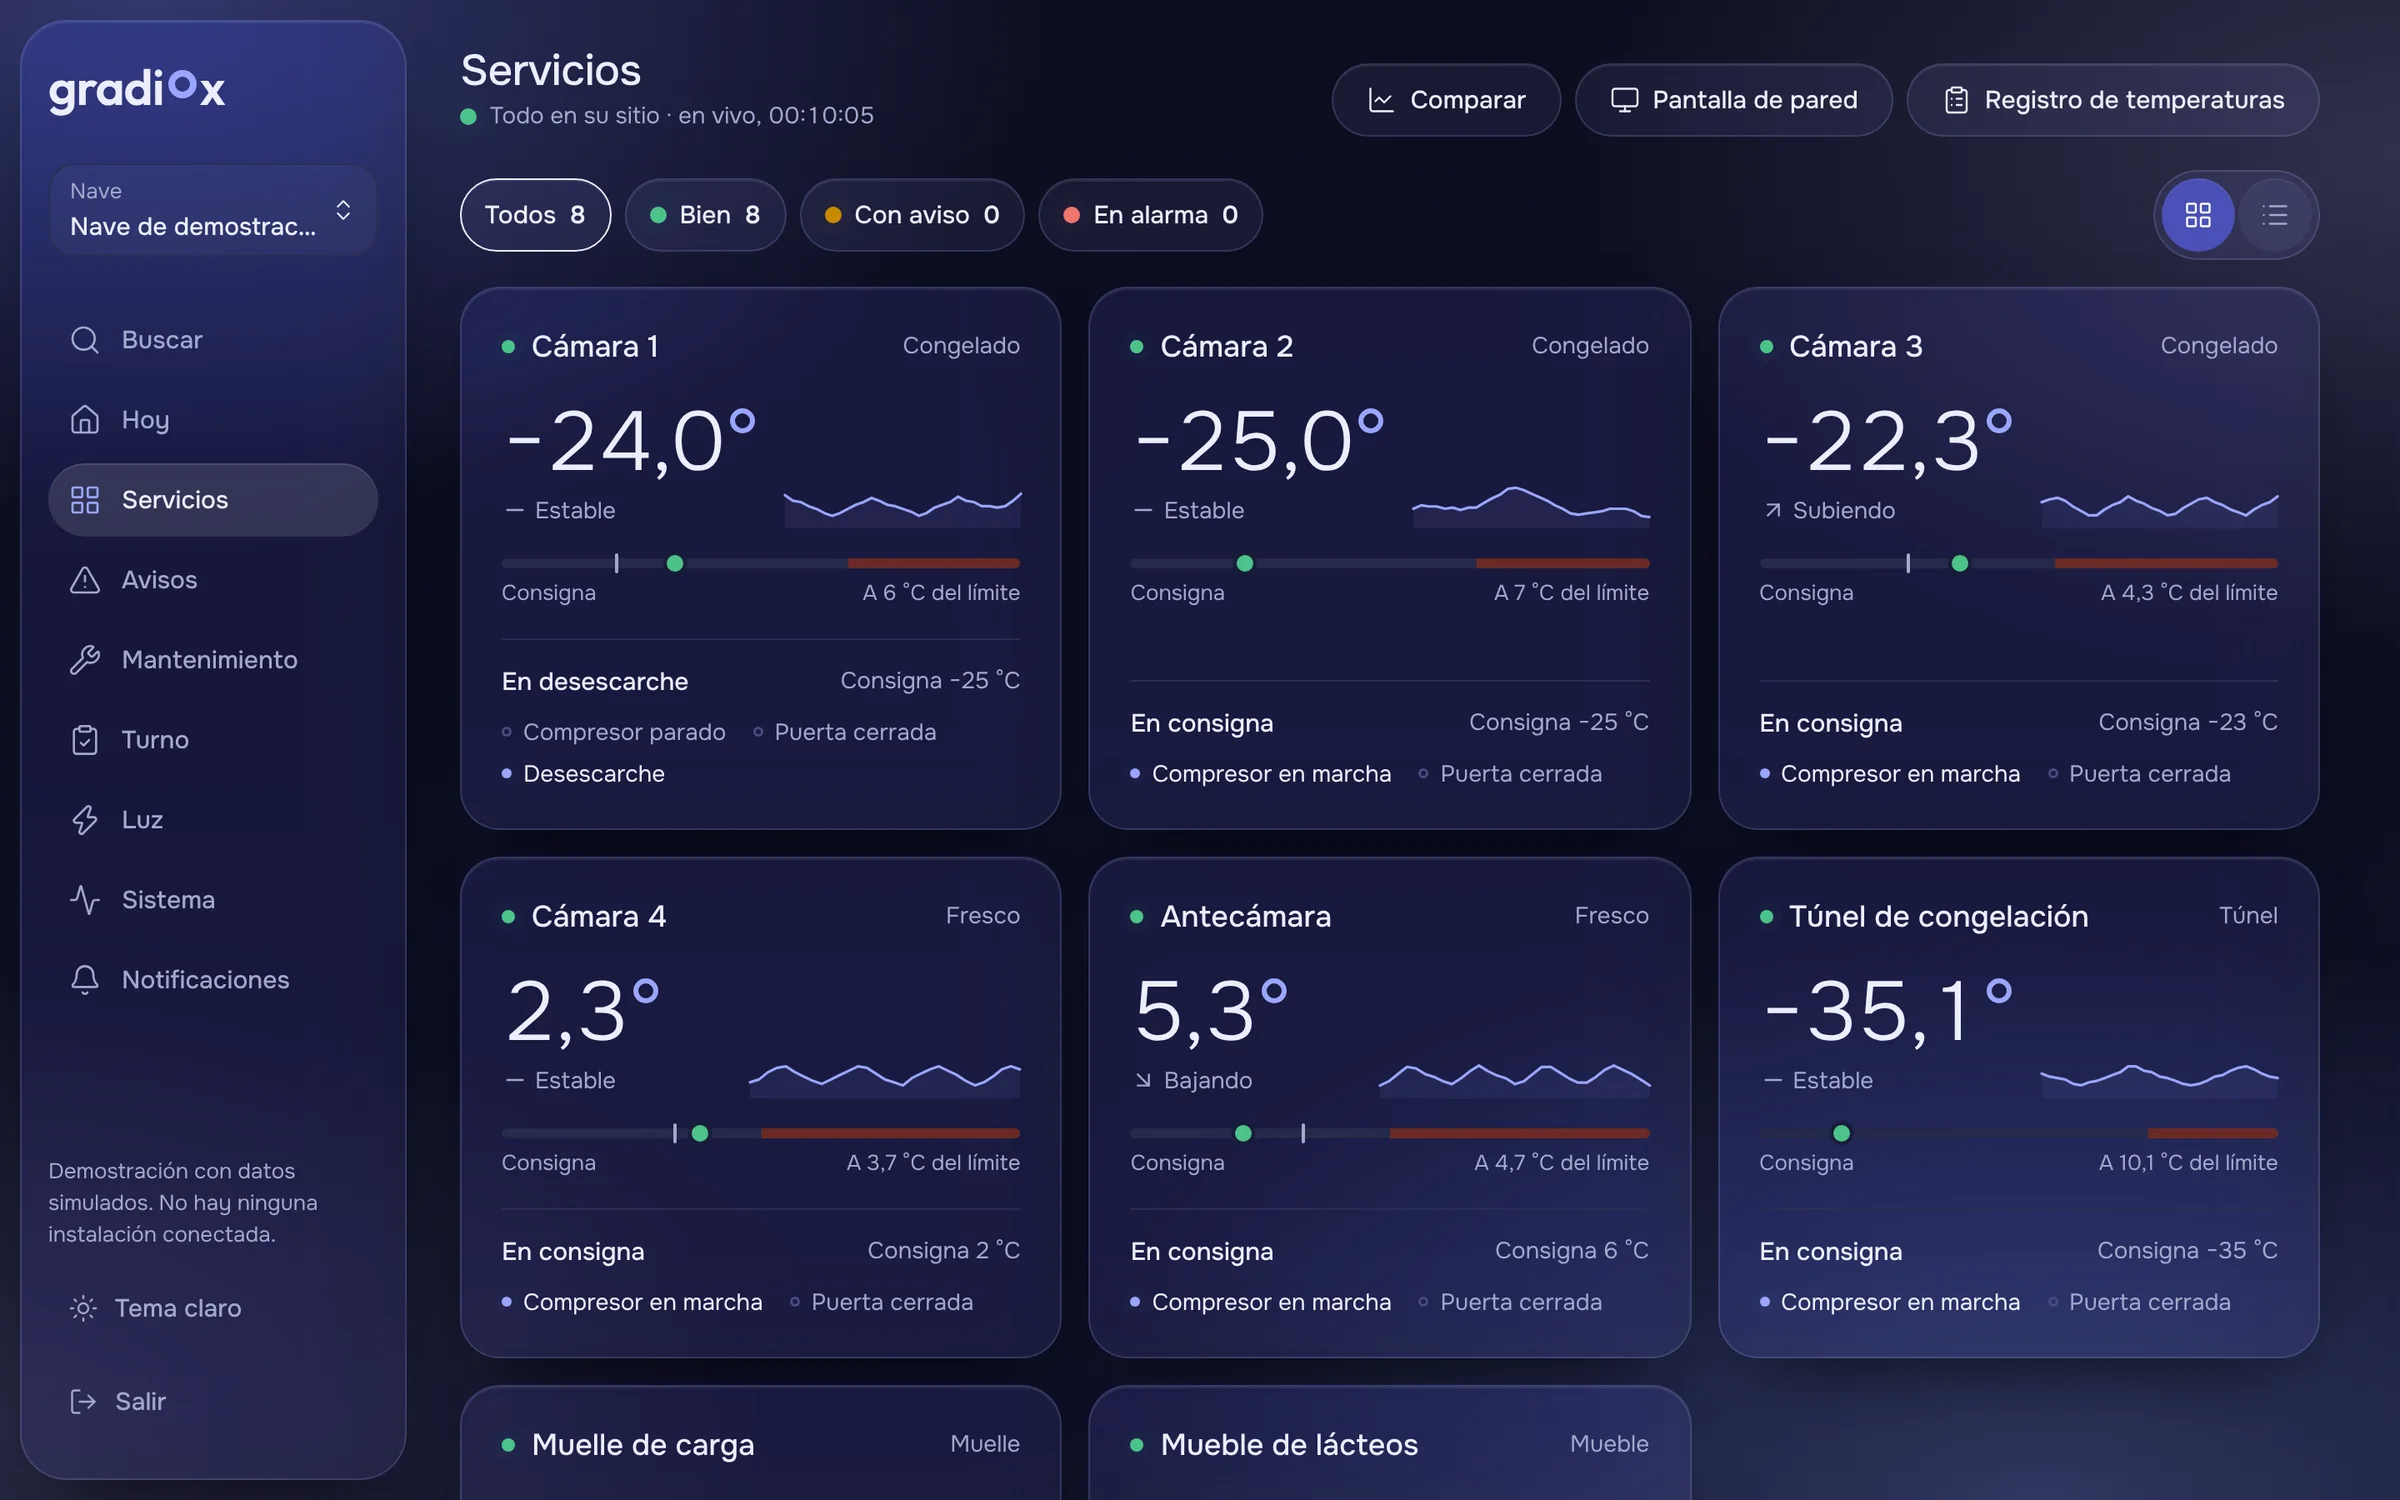 gradiox
Nave
Nave de demostrac...
Buscar
Hoy
Servicios
Avisos
Mantenimiento
Turno
Luz
Sistema
Notificaciones
Demostración con datos
simulados. No hay ninguna
instalación conectada.
Tema claro
Salir
Servicios
Todo en su sitio · en vivo, 00:10:05
Comparar
Pantalla de pared
Registro de temperaturas
Todos 8
Bien 8
Con aviso 0
En alarma 0
Cámara 1
Congelado
-24,0°
Estable
Consigna
A 6 °C del límite
En desescarche
Consigna -25 °C
Compresor parado
Puerta cerrada
Desescarche
Cámara 2
Congelado
-25,0°
Estable
Consigna
A 7 °C del límite
En consigna
Consigna -25 °C
Compresor en marcha
Puerta cerrada
Cámara 3
Congelado
-22,3°
Subiendo
Consigna
A 4,3 °C del límite
En consigna
Consigna -23 °C
Compresor en marcha
Puerta cerrada
Cámara 4
Fresco
2,3°
Estable
Consigna
A 3,7 °C del límite
En consigna
Consigna 2 °C
Compresor en marcha
Puerta cerrada
Antecámara
Fresco
5,3°
Bajando
Consigna
A 4,7 °C del límite
En consigna
Consigna 6 °C
Compresor en marcha
Puerta cerrada
Túnel de congelación
Túnel
-35,1°
Estable
Consigna
A 10,1 °C del límite
En consigna
Consigna -35 °C
Compresor en marcha
Puerta cerrada
Muelle de carga
Muelle
Mueble de lácteos
Mueble